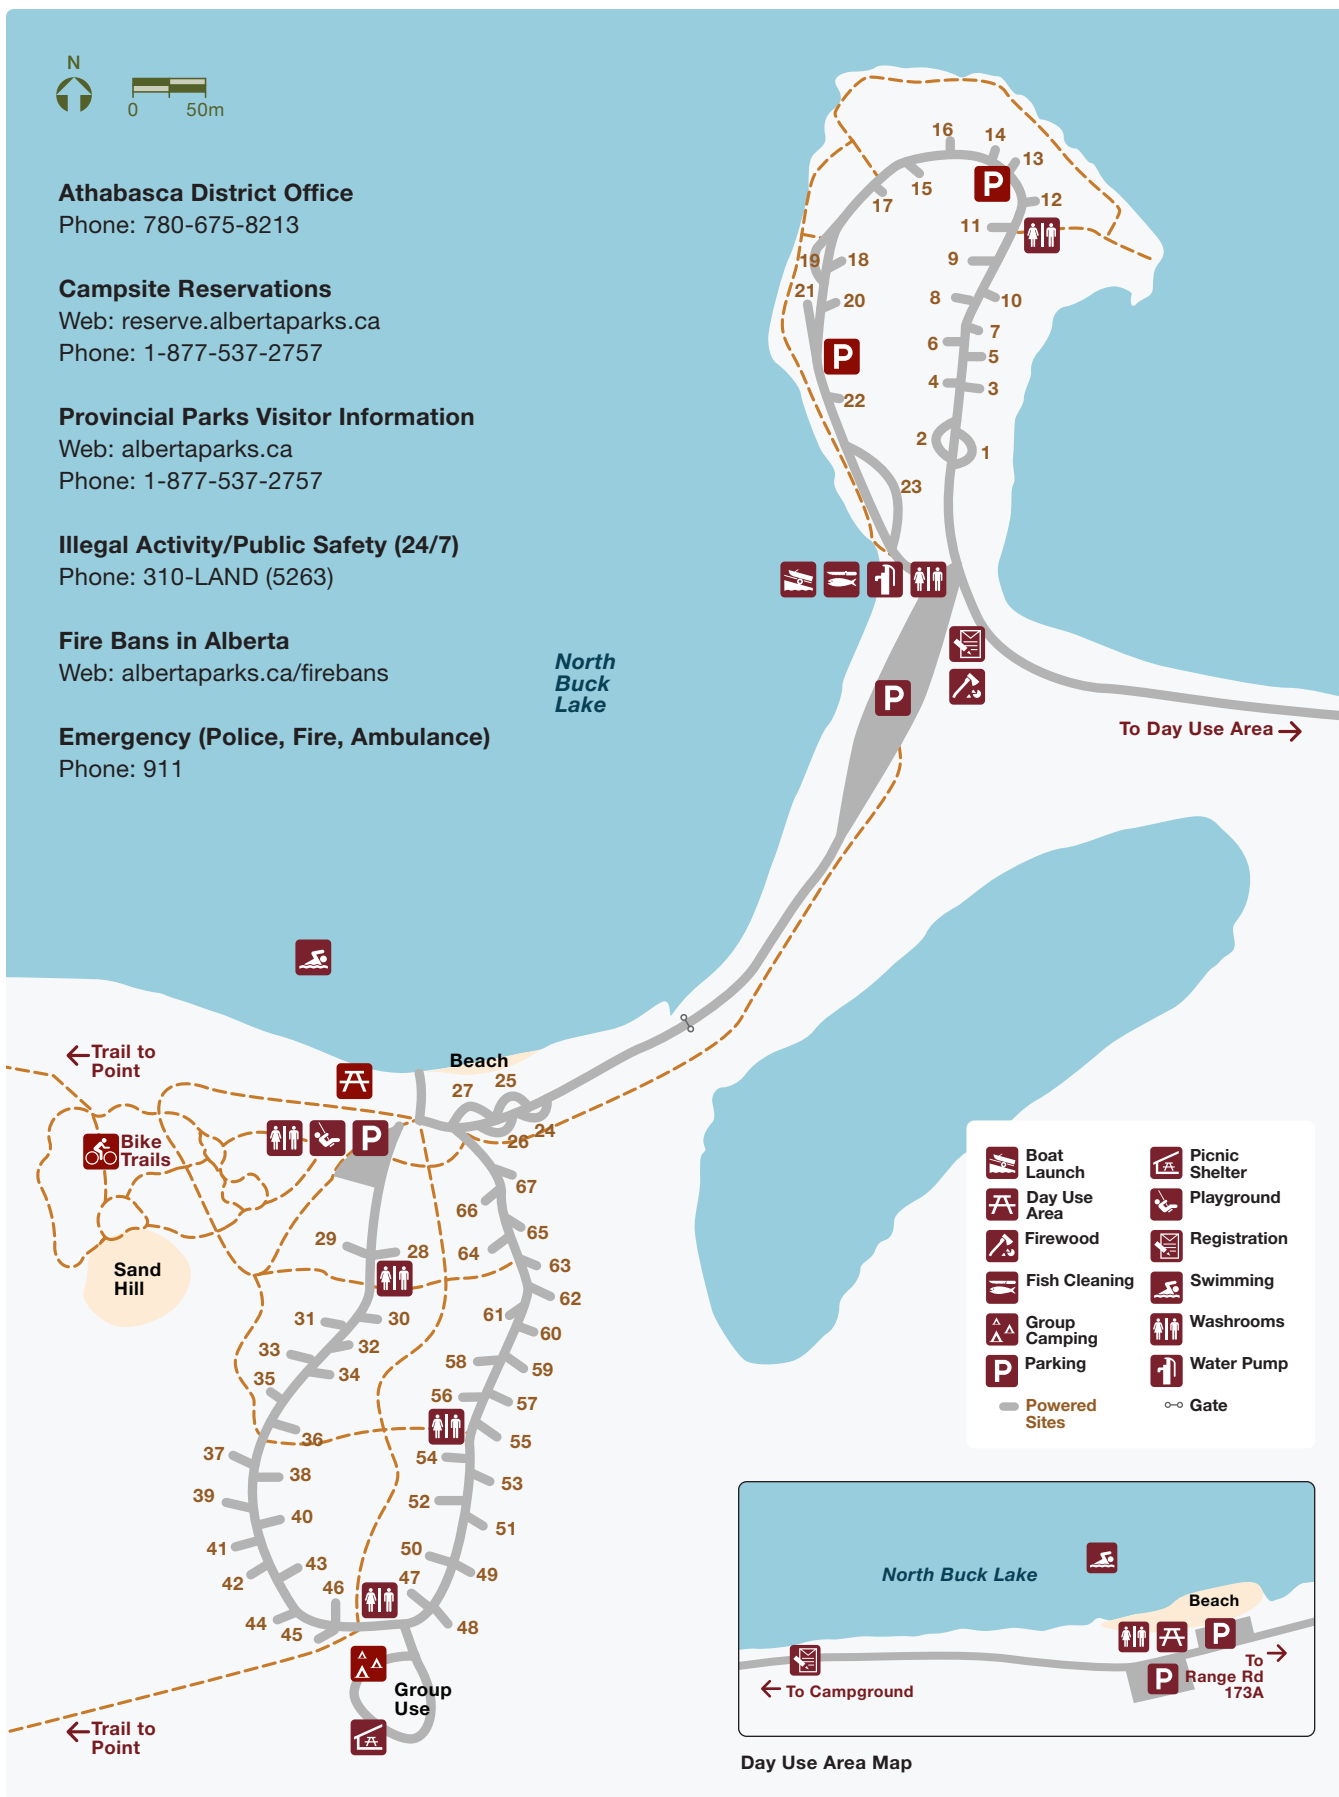 N
0 50m
Athabasca District Office
Phone: 780-675-8213
Campsite Reservations
Web: reserve.albertaparks.ca
Phone: 1-877-537-2757
Provincial Parks Visitor Information
Web: albertaparks.ca
Phone: 1-877-537-2757
Illegal Activity/Public Safety (24/7)
Phone: 310-LAND (5263)
Fire Bans in Alberta
Web: albertaparks.ca/firebans
Emergency (Police, Fire, Ambulance)
Phone: 911
North
Buck
Lake
16
14
13
15
P
17
12
11
19
18
9
21
20
8
10
7
6
P
5
4
3
22
2
1
23
P
To Day Use Area
Trail to
Point
Beach
27
25
24
26
P
Bike
Trails
67
66
65
29
28
64
63
Sand
Hill
62
61
31
30
60
32
33
58
59
34
35
56
57
36
55
37
54
38
53
39
52
40
51
41
50
43
49
42
47
46
44
48
45
Group
Use
Trail to
Point
Boat
Launch
Day Use
Area
Firewood
Fish Cleaning
Group
Camping
P
Parking
Powered
Sites
Picnic
Shelter
Playground
Registration
Swimming
Washrooms
Water Pump
Gate
North Buck Lake
Beach
P
P
To
Range Rd
173A
To Campground
Day Use Area Map